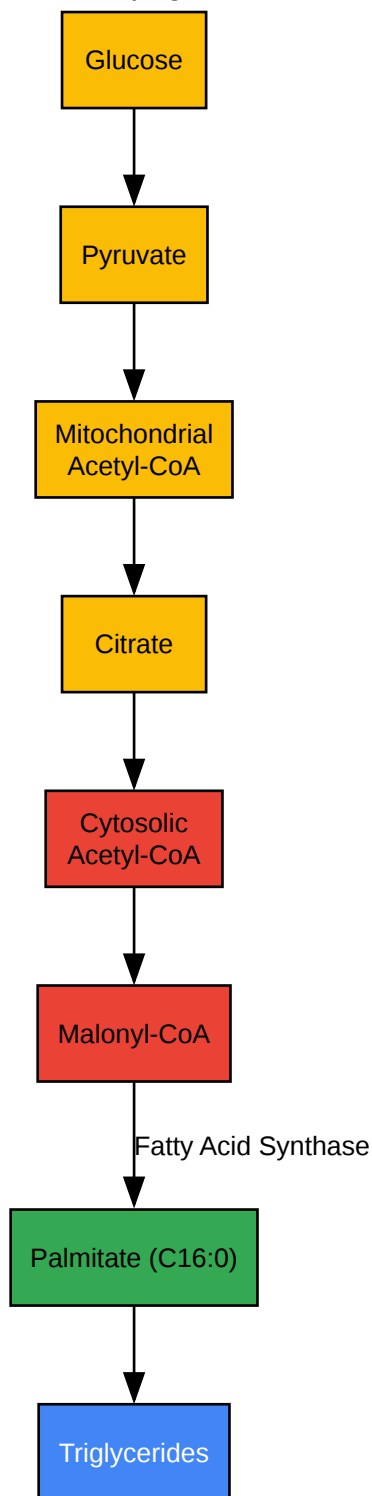 Glucose
Pyruvate
Mitochondrial
Acetyl-CoA
Citrate
Cytosolic
Acetyl-CoA
Malonyl-CoA
Fatty Acid Synthase
Palmitate (C16:0)
Triglycerides